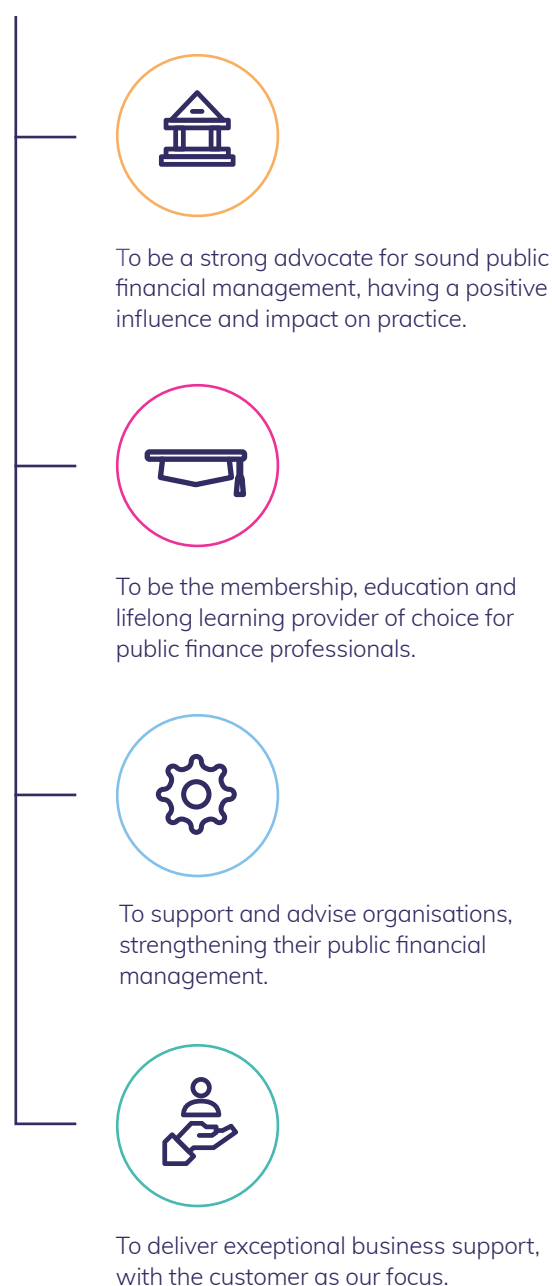 To be a strong advocate for sound public
financial management, having a positive
influence and impact on practice.
To be the membership, education and
lifelong learning provider of choice for
public finance professionals.
To support and advise organisations,
strengthening their public financial
management.
To deliver exceptional business support,
with the customer as our focus.